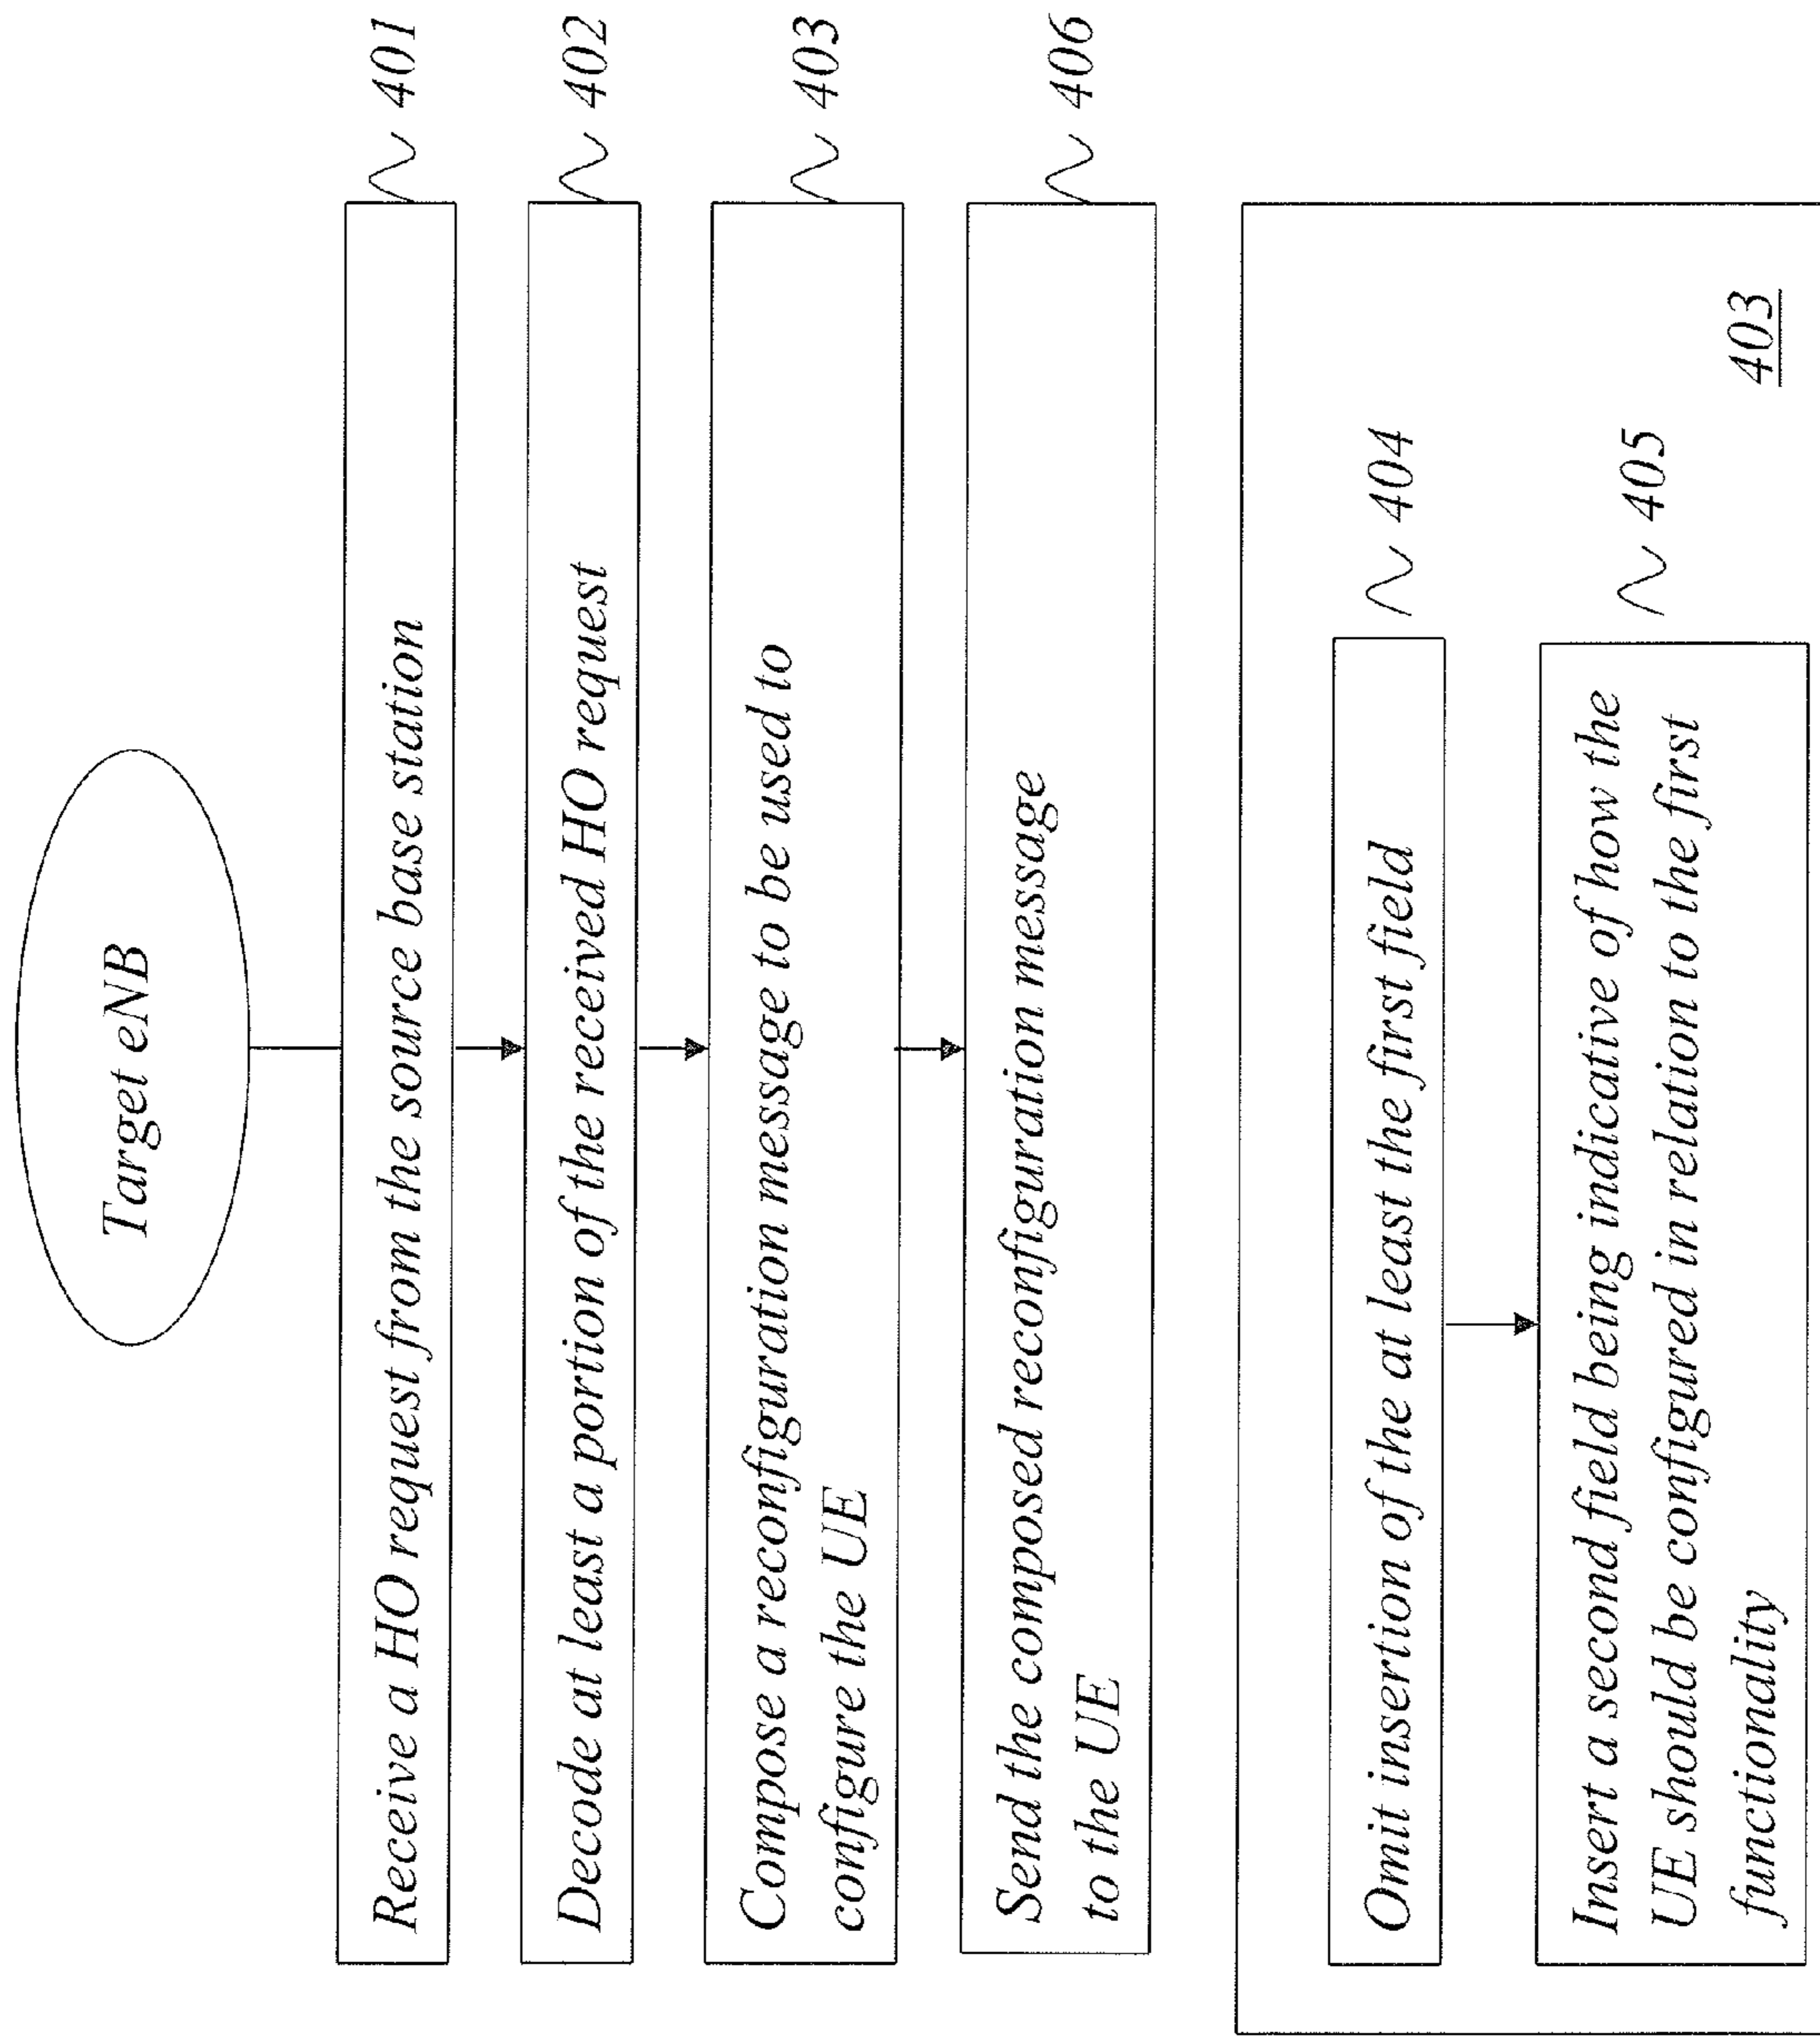 Target eNB
Receive a HO request from the source base station
401
Decode at least a portion of the received HO request
402
Compose a reconfiguration message to be used to
configure the UE
403
Send the composed reconfiguration message
to the UE
406
Omit insertion of the at least the first field
404
Insert a second field being indicative of how the
UE should be configured in relation to the first
functionality
405
403